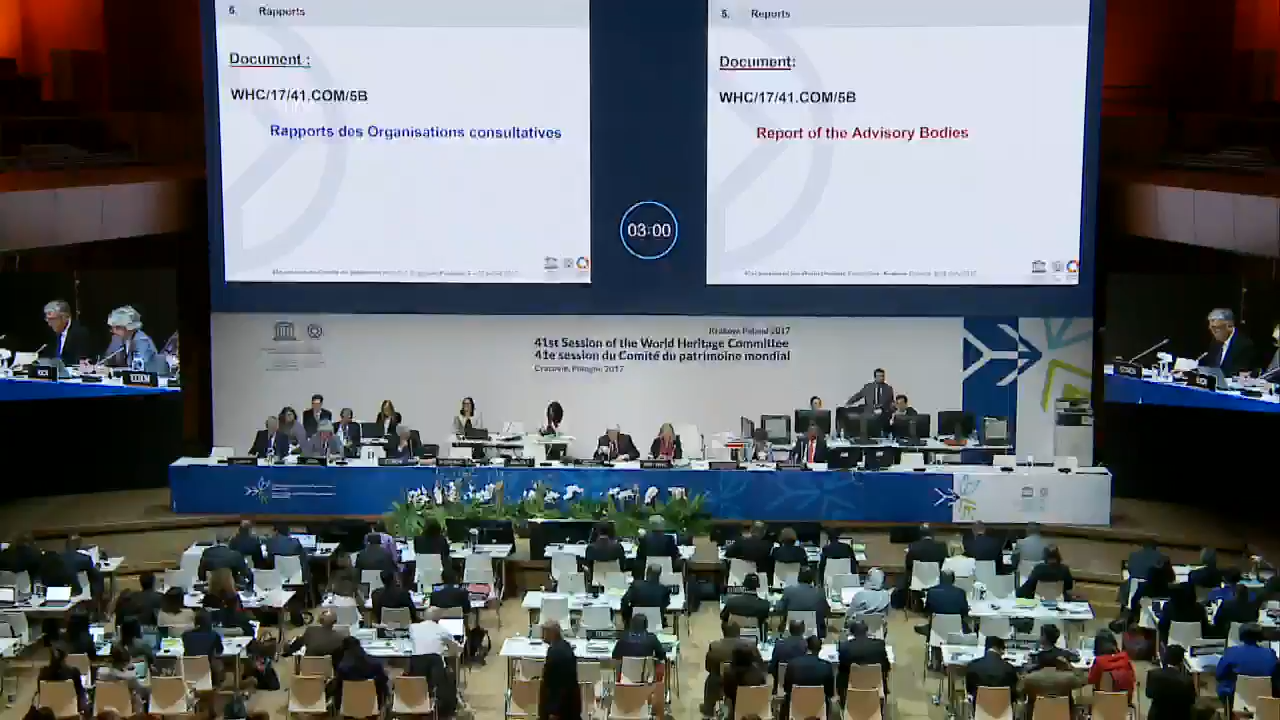 5. Rapports
Document :
WHC/17/41.COM/5B
Rapports des Organisations consultatives
5. Reports
Document:
WHC/17/41.COM/5B
Report of the Advisory Bodies
03:00
Krakow, Poland 2017
41st Session of the World Heritage Committee
41e session du Comité du patrimoine mondial
Cracovie, Pologne 2017